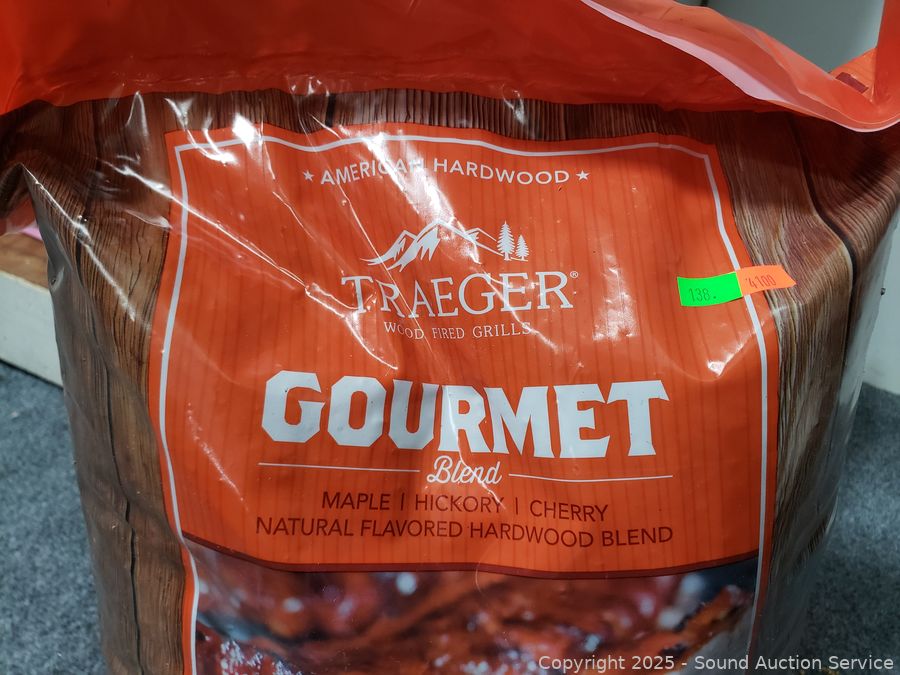 ★ AMERICAN HARDWOOD ★
TRAEGER®
WOOD FIRED GRILLS
138. 4100
GOURMET
Blend
MAPLE | HICKORY | CHERRY
NATURAL FLAVORED HARDWOOD BLEND
Copyright 2025 - Sound Auction Service